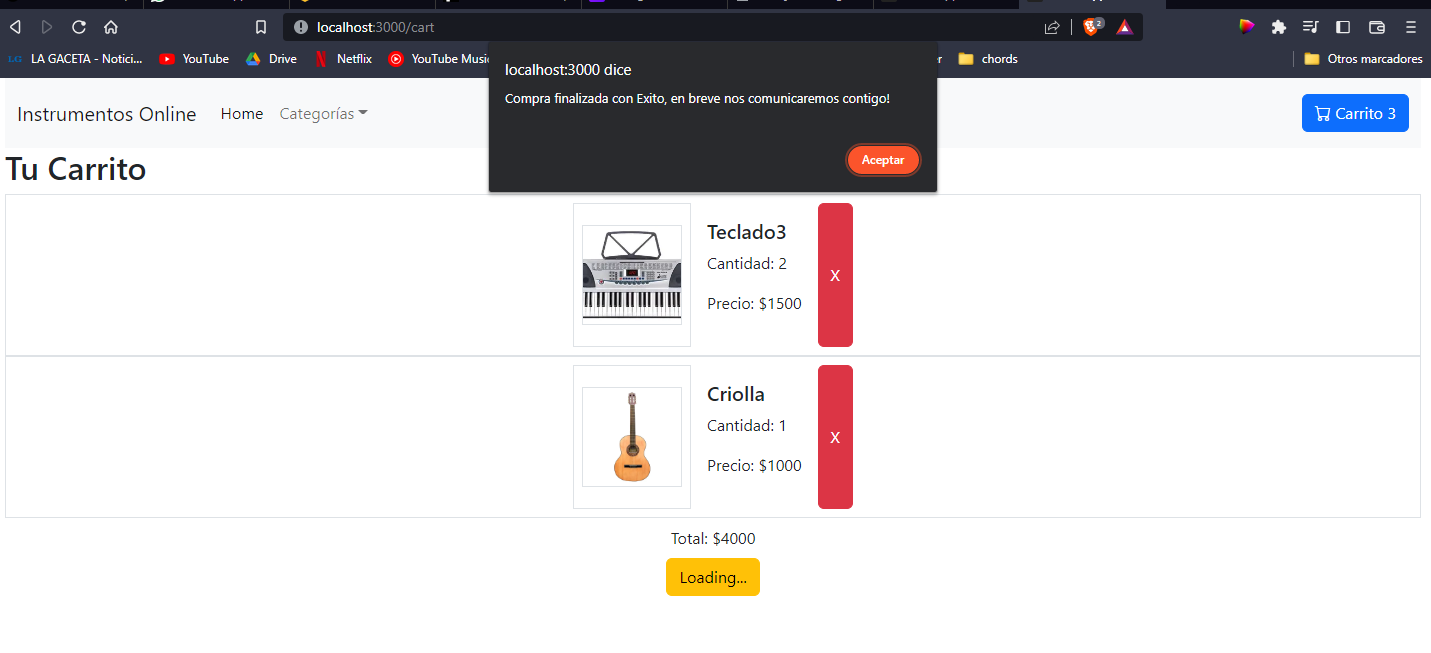 localhost:3000/cart
2
LG LA GACETA - Notici... YouTube Drive Netflix YouTube Music chords Otros marcadores
localhost:3000 dice
Compra finalizada con Exito, en breve nos comunicaremos contigo!
Aceptar
Instrumentos Online Home Categorías Carrito 3
Tu Carrito
Teclado3
Cantidad: 2
Precio: $1500
X
Criolla
Cantidad: 1
Precio: $1000
X
Total: $4000
Loading...